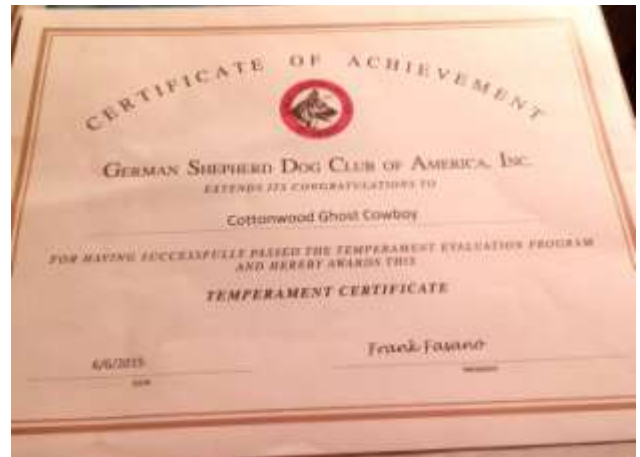 CERTIFICATE OF ACHIEVEMENT
GERMAN SHEPHERD DOG CLUB OF AMERICA, INC.
EXTENDS ITS CONGRATULATIONS TO
Cottonwood Ghost Cowboy
FOR HAVING SUCCESSFULLY PASSED THE TEMPERAMENT EVALUATION PROGRAM
AND HEREBY AWARDS THIS
TEMPERAMENT CERTIFICATE
6/6/2015 Frank Fasano
DATE